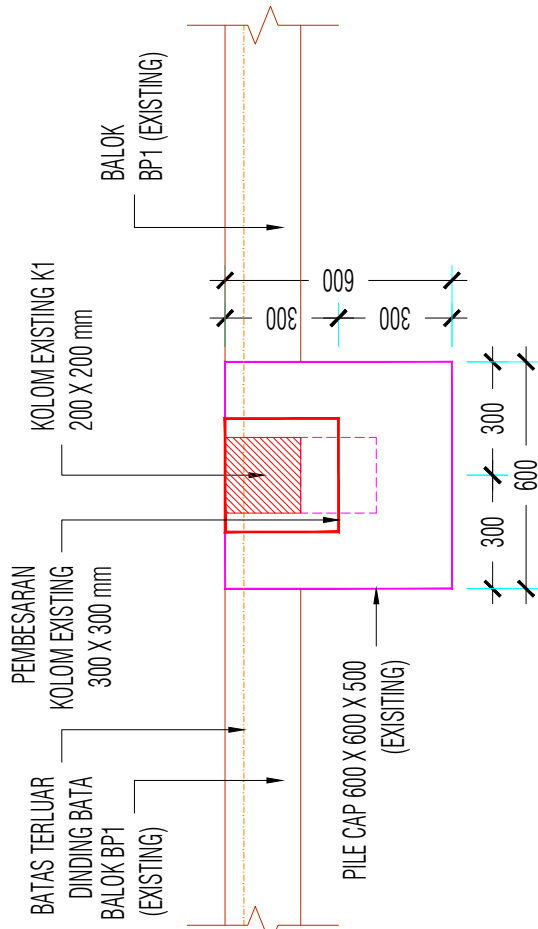 BATAS TERLUAR
DINDING BATA
BALOK BP1
(EXISTING)
PEMBESARAN
KOLOM EXISTING
300 X 300 mm
KOLOM EXISTING K1
200 X 200 mm
BALOK
BP1 (EXISTING)
PILE CAP 600 X 600 X 500
(EXISITING)
300
300
600
300
300
600